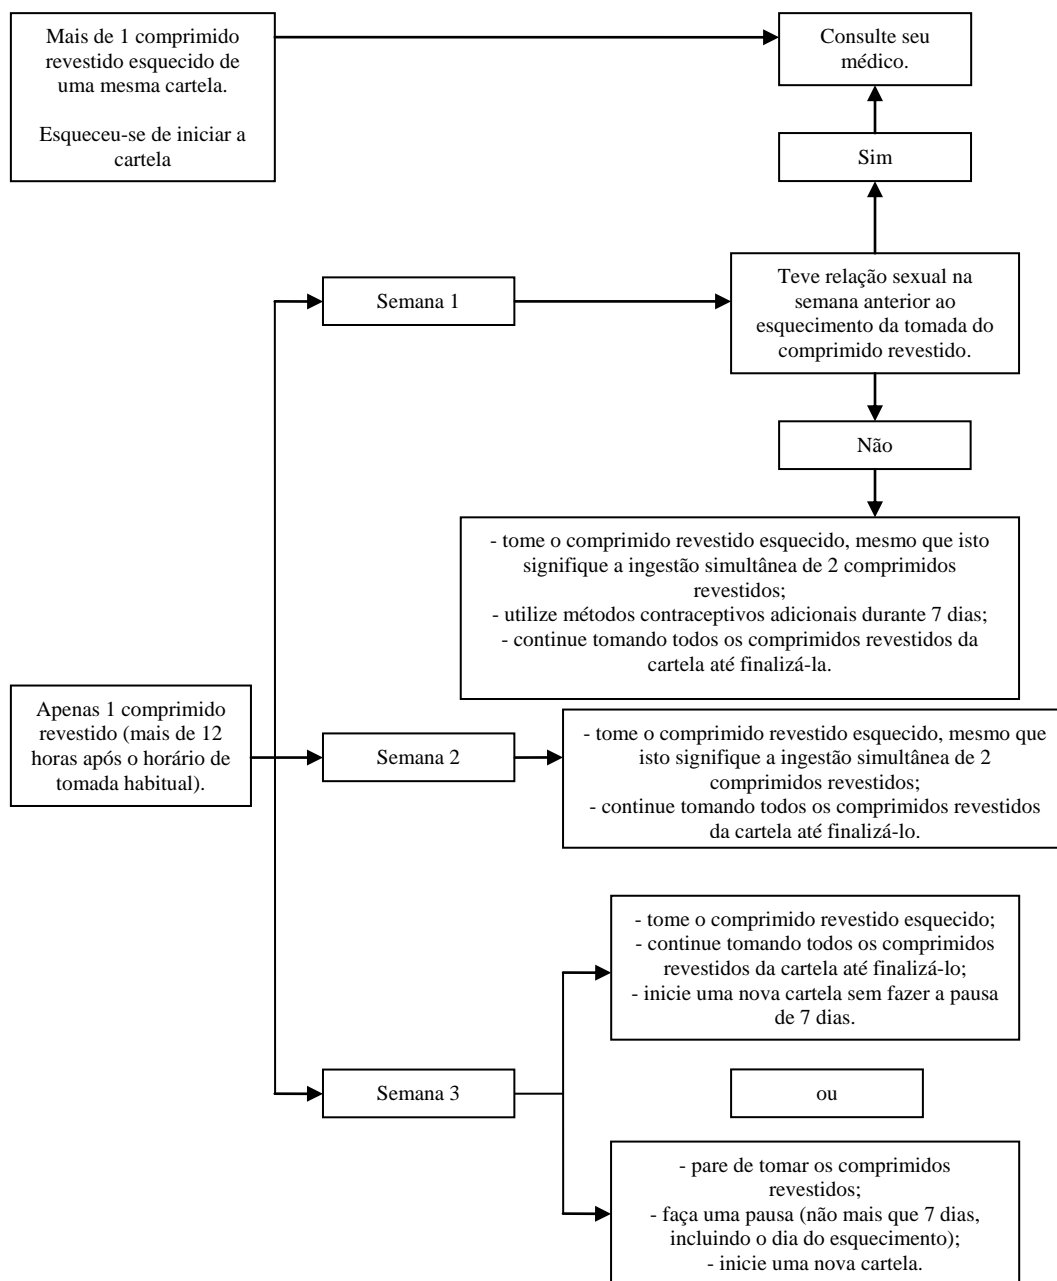 Mais de 1 comprimido
revestido esquecido de
uma mesma cartela.
Esqueceu-se de iniciar a
cartela
Consulte seu
médico.
Sim
Teve relação sexual na
semana anterior ao
esquecimento da tomada do
comprimido revestido.
Semana 1
Não
- tome o comprimido revestido esquecido, mesmo que isto
signifique a ingestão simultânea de 2 comprimidos
revestidos;
- utilize métodos contraceptivos adicionais durante 7 dias;
- continue tomando todos os comprimidos revestidos da
cartela até finalizá-la.
Apenas 1 comprimido
revestido (mais de 12
horas após o horário de
tomada habitual).
Semana 2
- tome o comprimido revestido esquecido, mesmo que
isto signifique a ingestão simultânea de 2
comprimidos revestidos;
- continue tomando todos os comprimidos revestidos
da cartela até finalizá-lo.
- tome o comprimido revestido esquecido;
- continue tomando todos os comprimidos
revestidos da cartela até finalizá-lo;
- inicie uma nova cartela sem fazer a pausa
de 7 dias.
Semana 3
ou
- pare de tomar os comprimidos
revestidos;
- faça uma pausa (não mais que 7 dias,
incluindo o dia do esquecimento);
- inicie uma nova cartela.